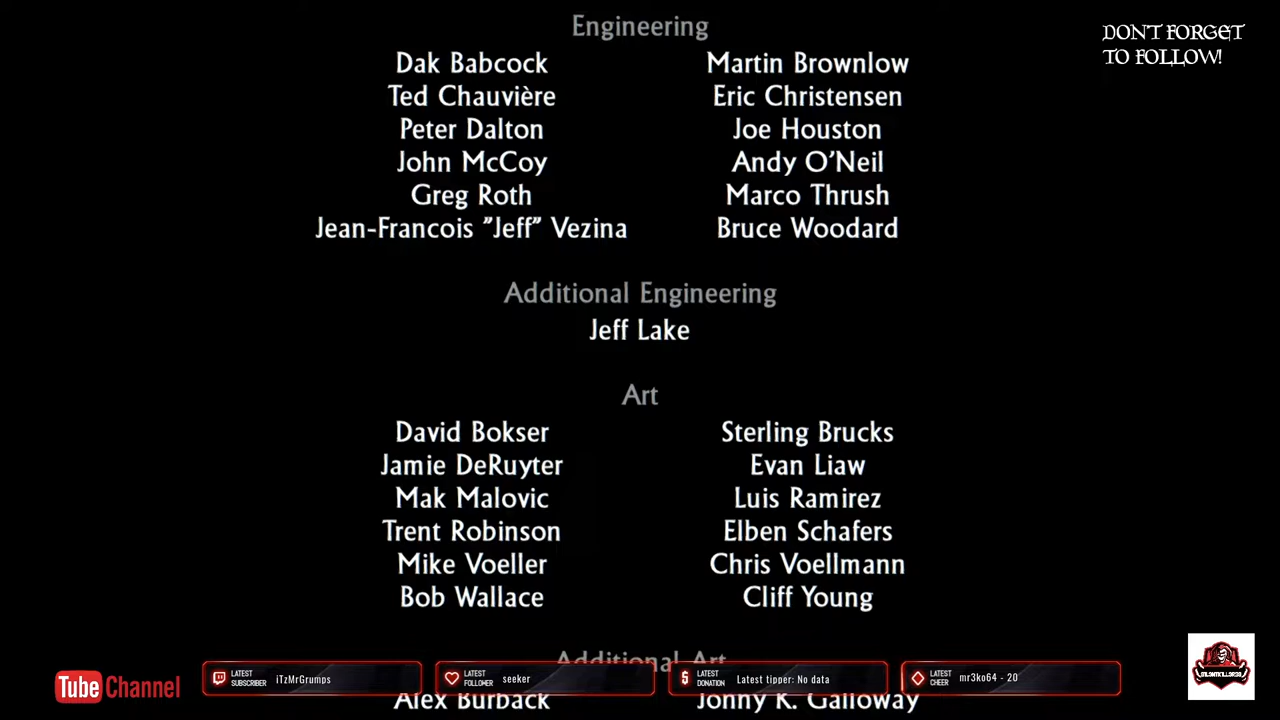 Engineering
DON'T FORGET
TO FOLLOW!
Dak Babcock Martin Brownlow
Ted Chauvière Eric Christensen
Peter Dalton Joe Houston
John McCoy Andy O'Neil
Greg Roth Marco Thrush
Jean-Francois "Jeff" Vezina Bruce Woodard
Additional Engineering
Jeff Lake
Art
David Bokser Sterling Brucks
Jamie DeRuyter Evan Liaw
Mak Malovic Luis Ramirez
Trent Robinson Elben Schafers
Mike Voeller Chris Voellmann
Bob Wallace Cliff Young
Additional Art
Alex Burback Jonny K. Galloway
YouTube Channel
LATEST SUBSCRIBER iTzMrGrumps
LATEST FOLLOWER seeker
LATEST DONATION Latest tipper: No data
LATEST CHEER mr3ko64 - 20